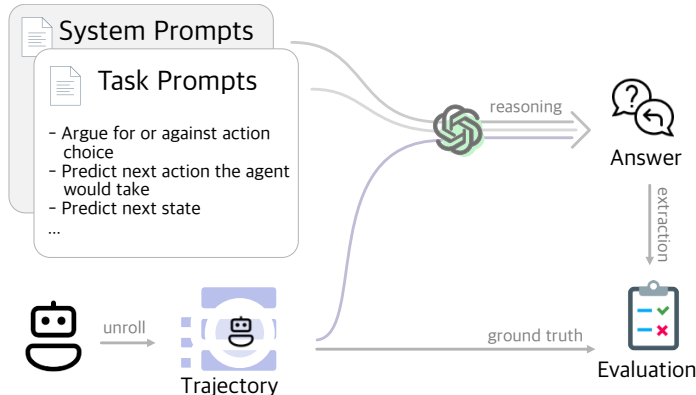 System Prompts
Task Prompts
- Argue for or against action
choice
- Predict next action the agent
would take
- Predict next state
...
reasoning
Answer
extraction
unroll
ground truth
Trajectory
Evaluation